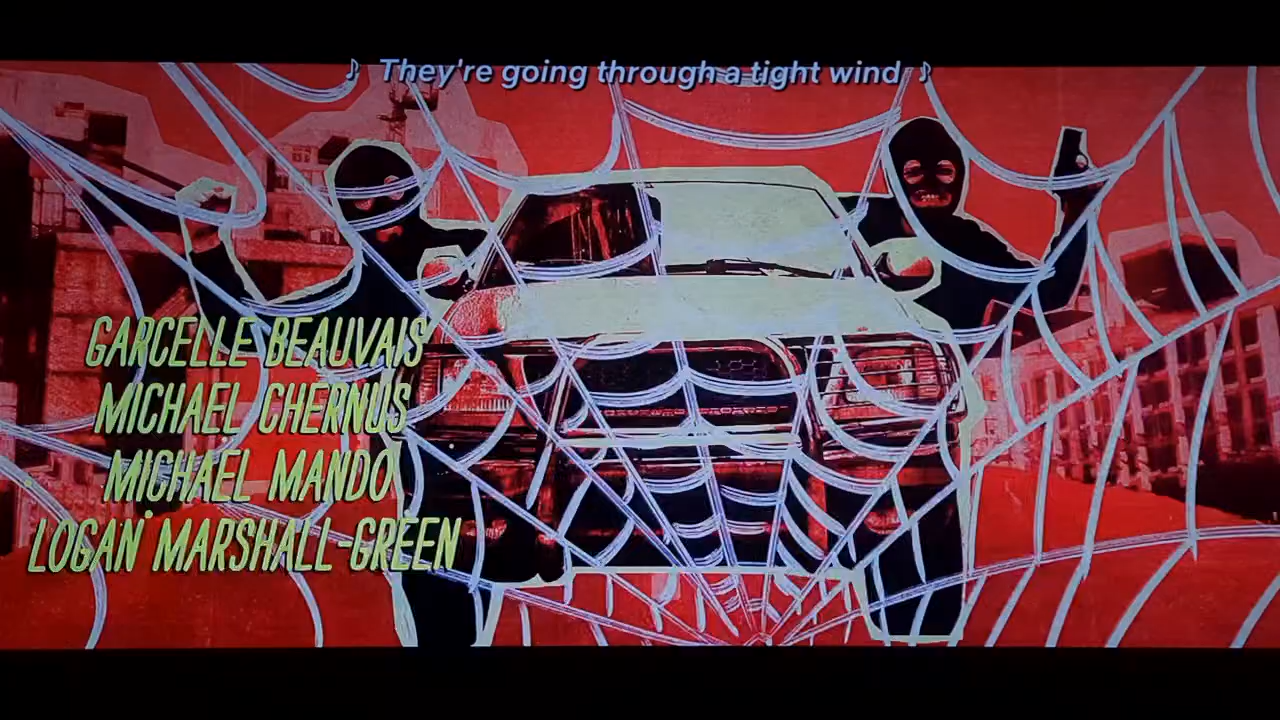 ♪ They're going through a tight wind ♪
GARCELLE BEAUVAIS
MICHAEL CHERNUS
MICHAEL MANDO
LOGAN MARSHALL-GREEN